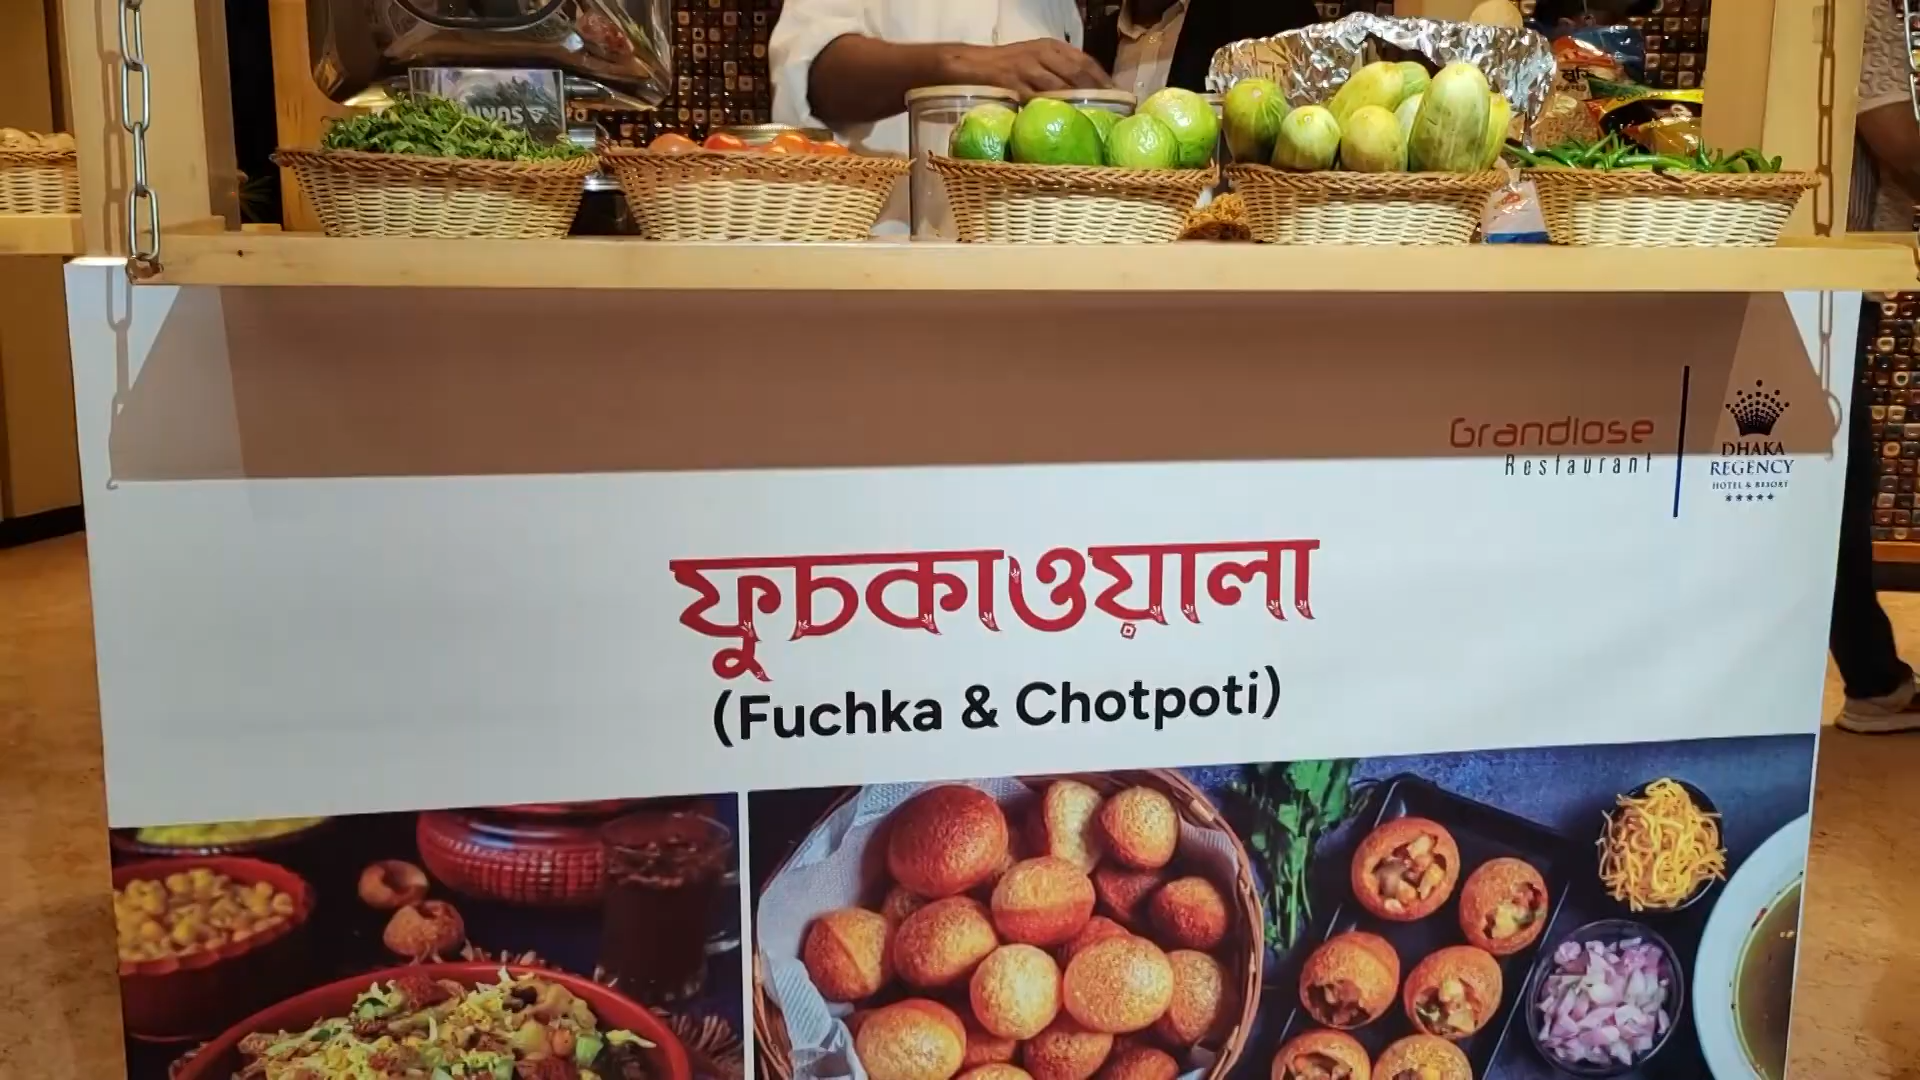 Grandiose
Restaurant
DHAKA
REGENCY
HOTEL & RESORT
ফুচকাওয়ালা
(Fuchka & Chotpoti)